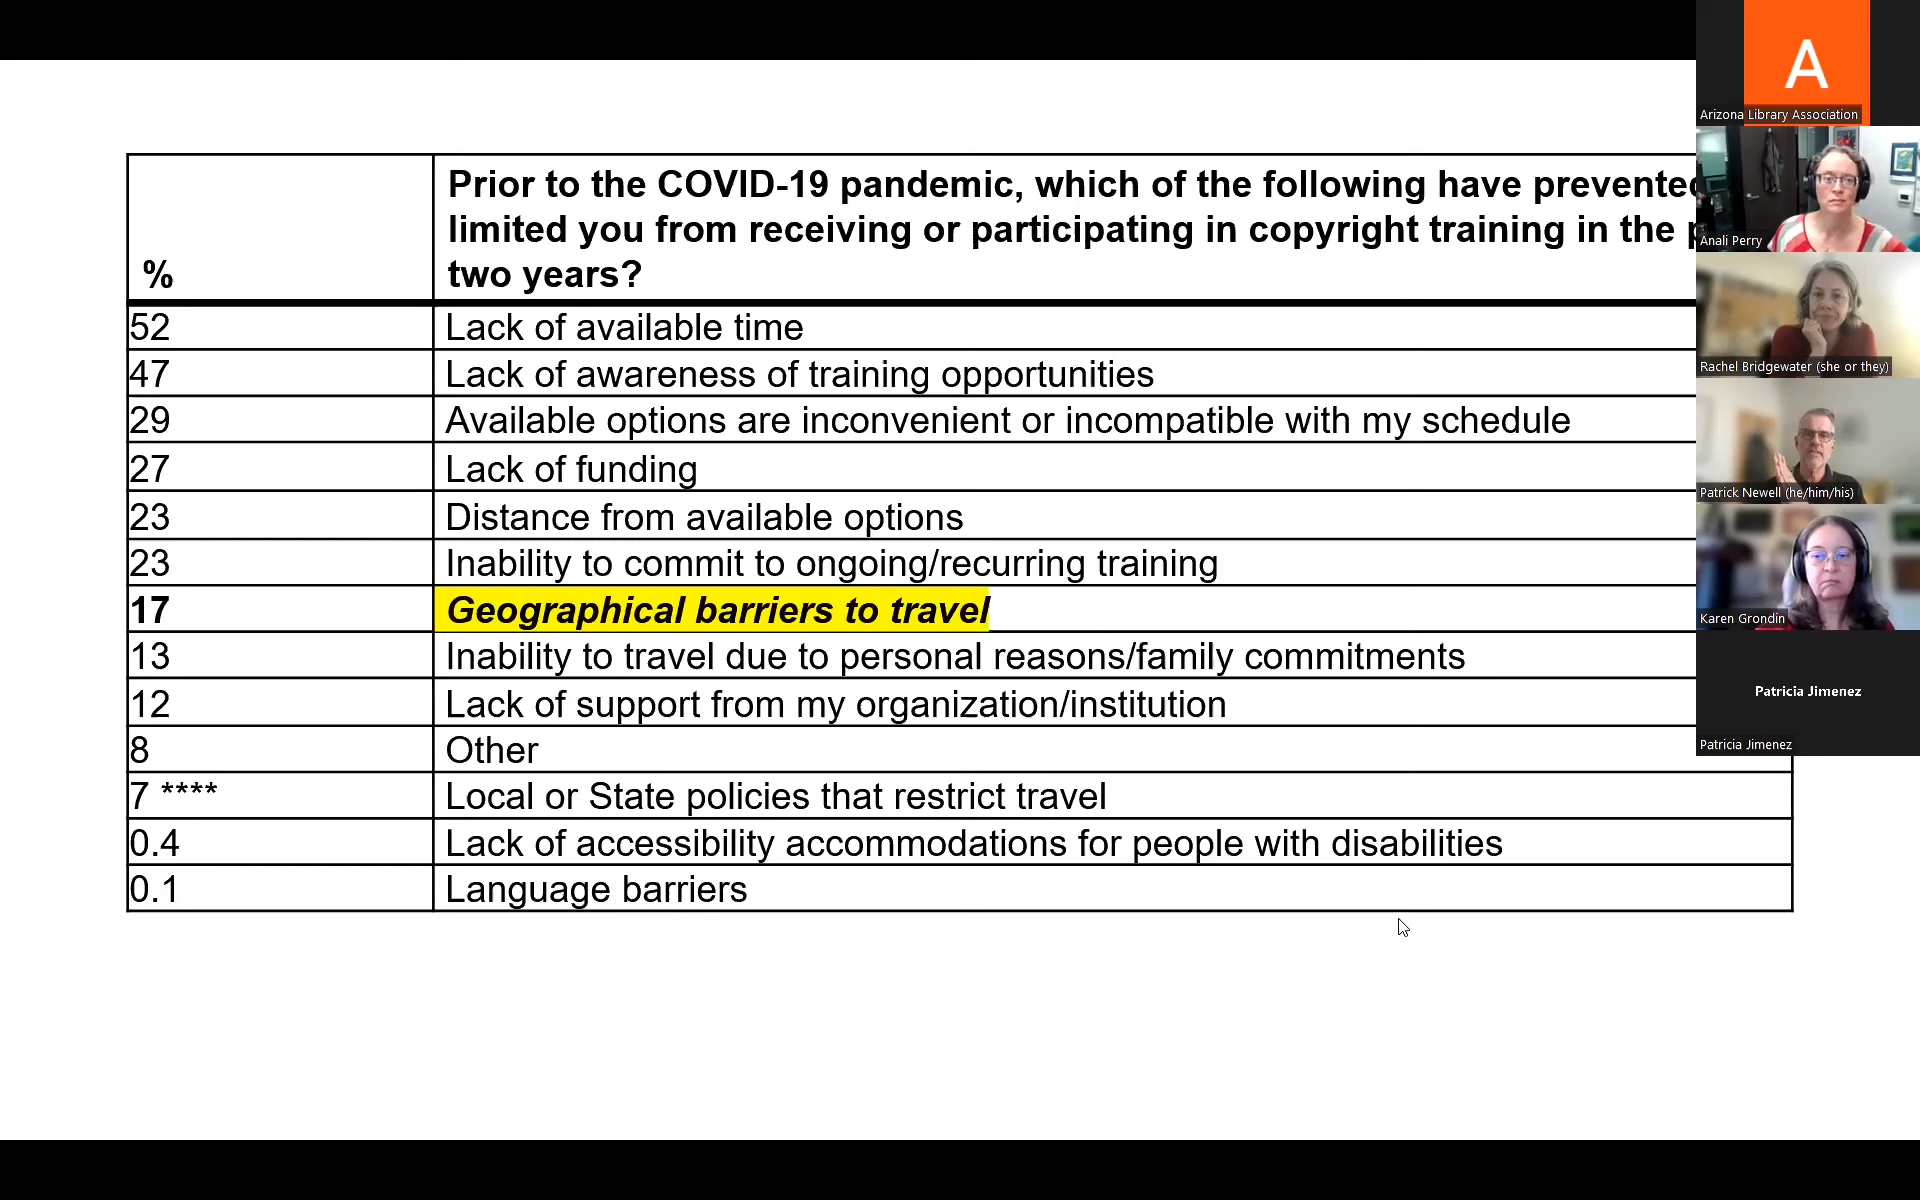 %
Prior to the COVID-19 pandemic, which of the following have prevented
limited you from receiving or participating in copyright training in the
two years?
52 Lack of available time
47 Lack of awareness of training opportunities
29 Available options are inconvenient or incompatible with my schedule
27 Lack of funding
23 Distance from available options
23 Inability to commit to ongoing/recurring training
17 Geographical barriers to travel
13 Inability to travel due to personal reasons/family commitments
12 Lack of support from my organization/institution
8 Other
7 **** Local or State policies that restrict travel
0.4 Lack of accessibility accommodations for people with disabilities
0.1 Language barriers
A
Arizona Library Association
Anali Perry
Rachel Bridgewater (she or they)
Patrick Newell (he/him/his)
Karen Grondin
Patricia Jimenez
Patricia Jimenez